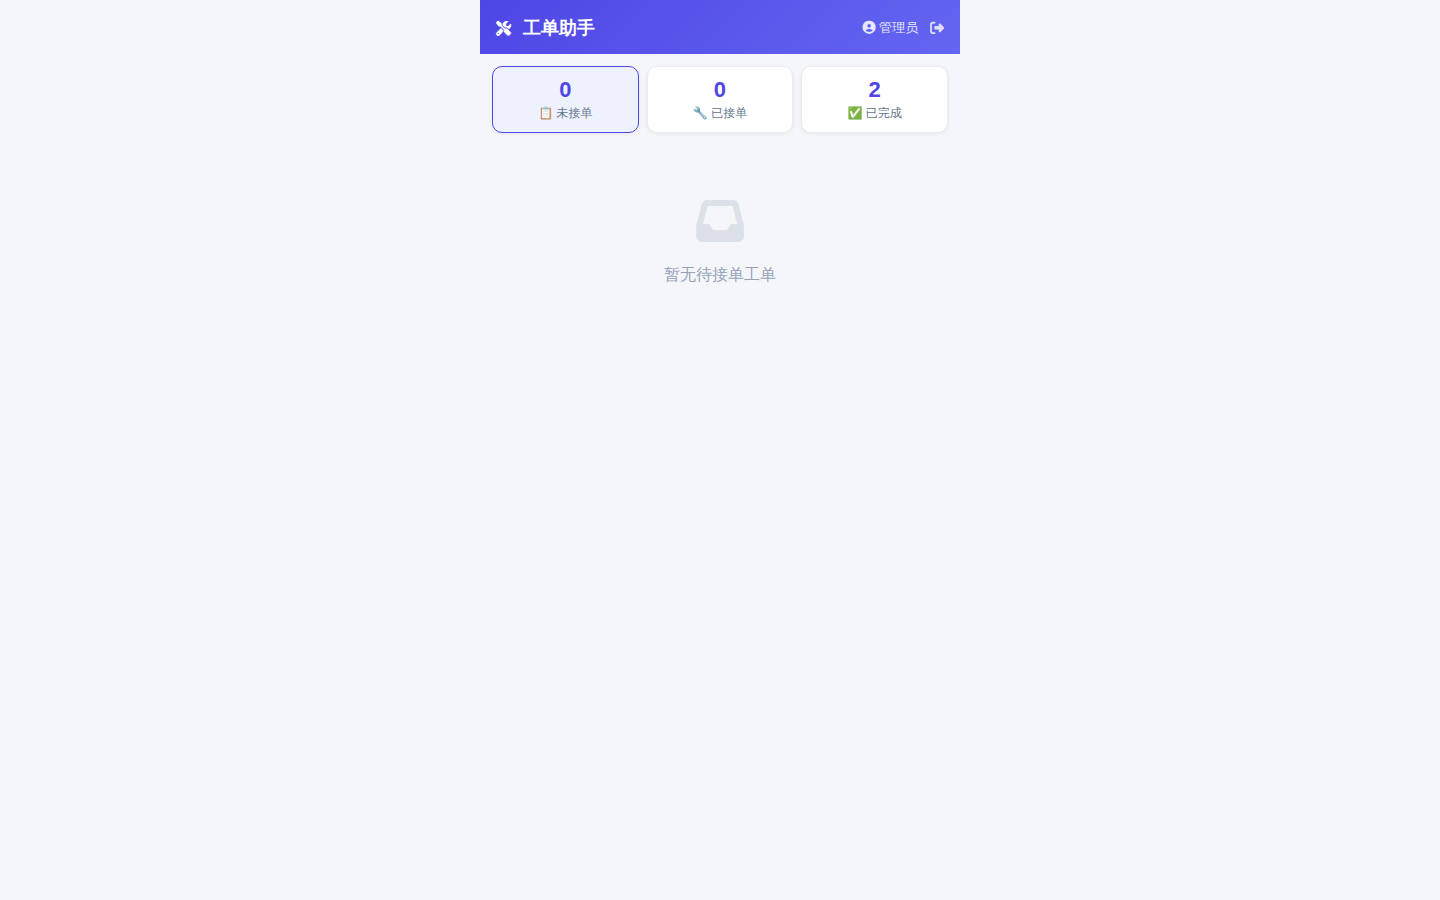 工单助手
管理员
0
📋 未接单
0
🔧 已接单
2
✅ 已完成
暂无待接单工单